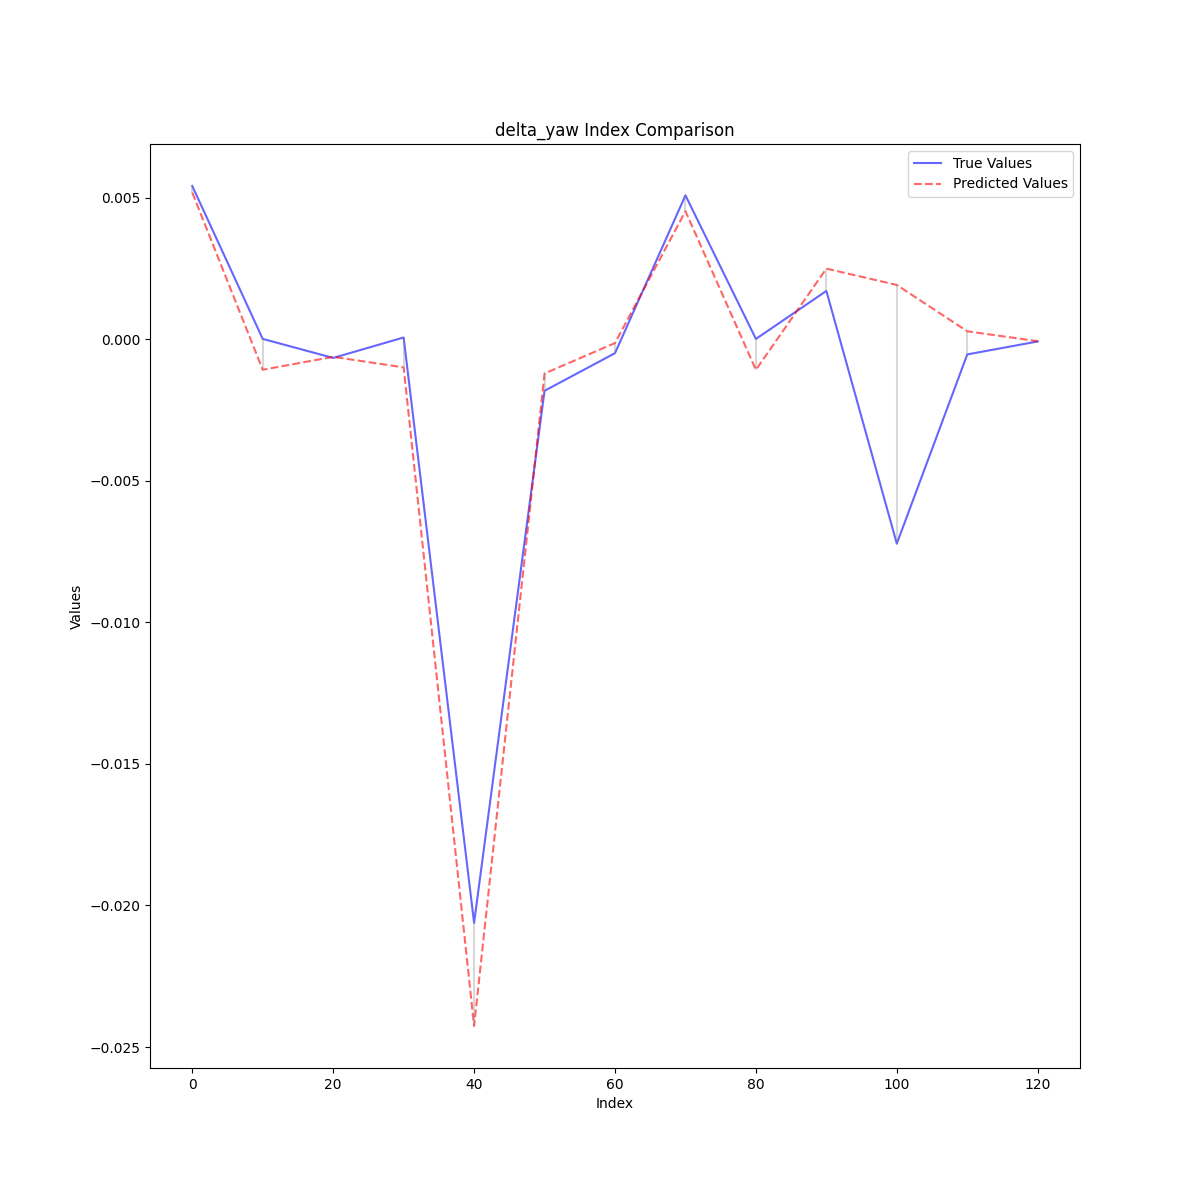 delta_yaw Index Comparison
True Values
Predicted Values
0.005
0.000
−0.005
−0.010
−0.015
−0.020
−0.025
Values
0 20 40 60 80 100 120
Index